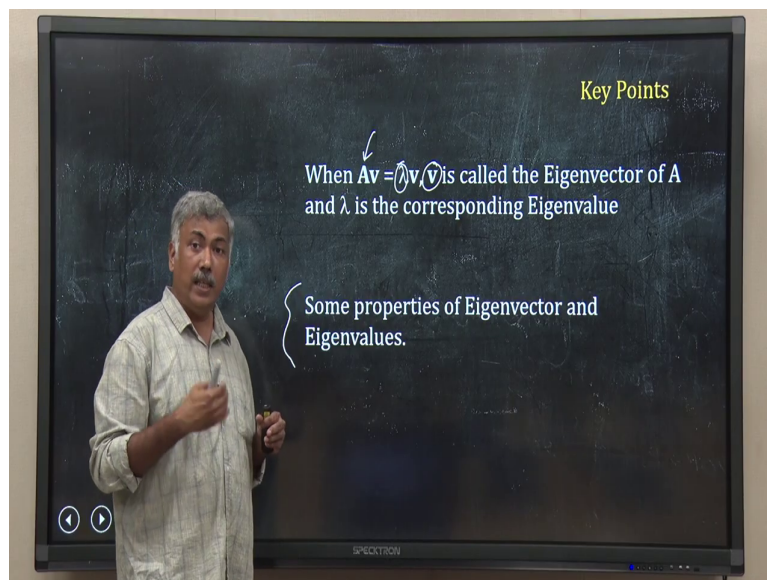 Key Points
When Av = λv, v is called the Eigenvector of A
and λ is the corresponding Eigenvalue
Some properties of Eigenvector and
Eigenvalues.
SPECKTRON